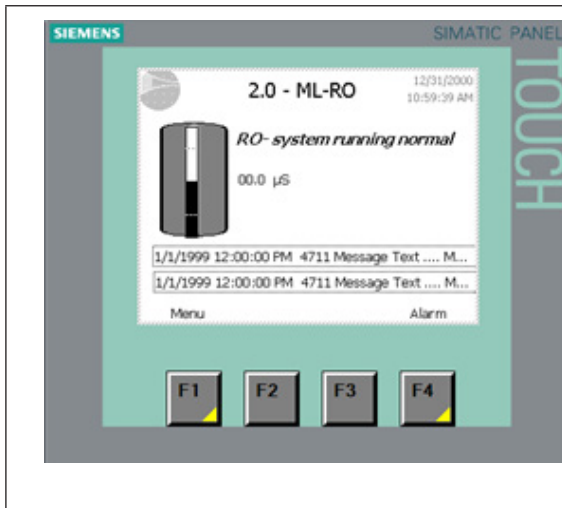 SIEMENS SIMATIC PANEL
TOUCH
2.0 - ML-RO 12/31/2000
10:59:39 AM
RO- system running normal
00.0 µS
1/1/1999 12:00:00 PM 4711 Message Text .... M...
1/1/1999 12:00:00 PM 4711 Message Text .... M...
Menu Alarm
F1 F2 F3 F4